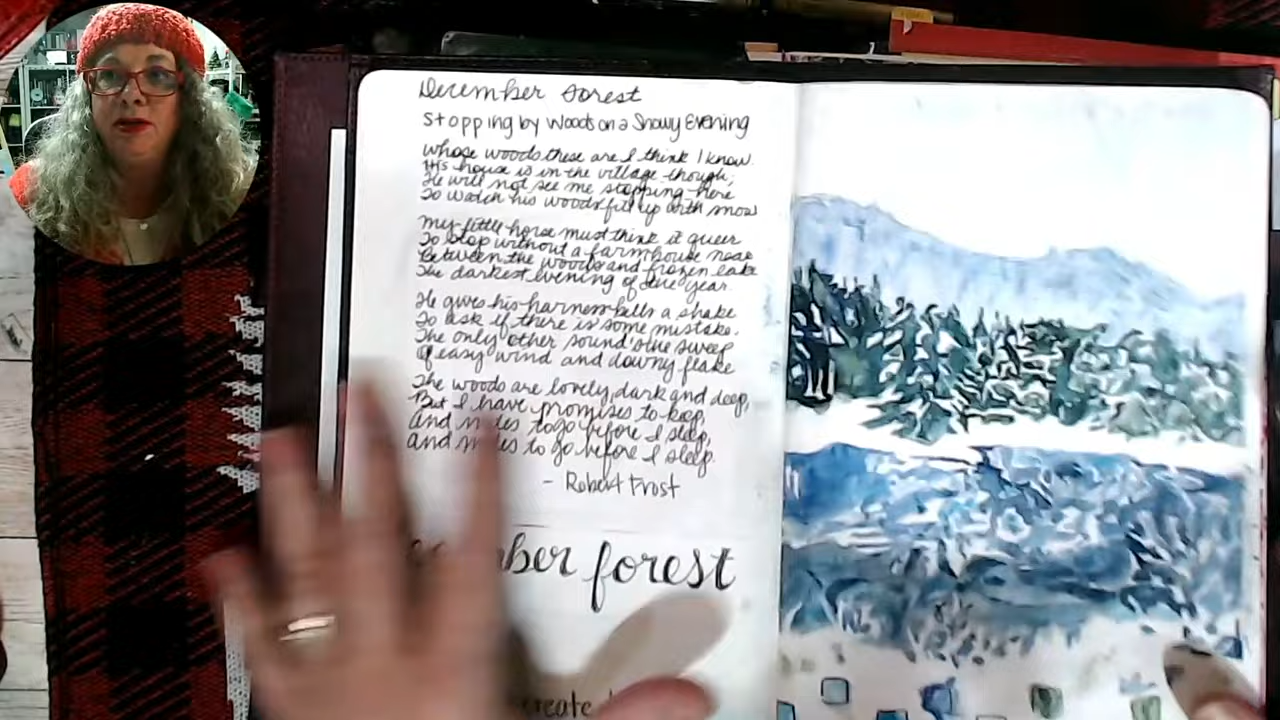 December Forest
Stopping by Woods on a Snowy Evening
Whose woods these are I think I know.
His house is in the village though;
He will not see me stopping here
To watch his woods fill up with snow
My little horse must think it queer
To stop without a farmhouse near
Between the woods and frozen lake
The darkest evening of the year.
He gives his harness bells a shake
To ask if there is some mistake.
The only other sound's the sweep
Of easy wind and downy flake
The woods are lovely, dark and deep,
But I have promises to keep,
And miles to go before I sleep,
and miles to go before I sleep.
- Robert Frost
forest
create